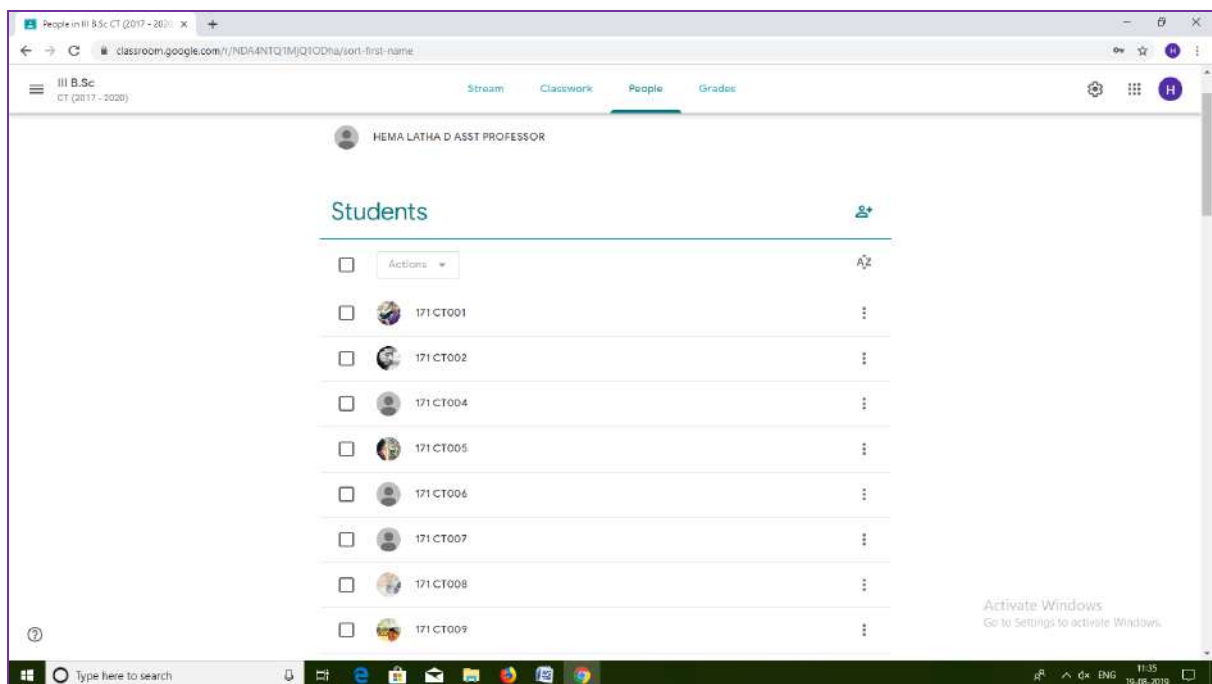 People in III B.Sc CT (2017 - 2020
classroom.google.com/r/NDA4NTQ1MjQ1ODha/sort-first-name
III B.Sc
CT (2017 - 2020)
Stream Classwork People Grades
H
HEMA LATHA D ASST PROFESSOR
Students
Actions
AZ
171CT001
171CT002
171CT004
171CT005
171CT006
171CT007
171CT008
171CT009
Activate Windows
Go to Settings to activate Windows.
Type here to search
ENG
11:35
19-08-2019